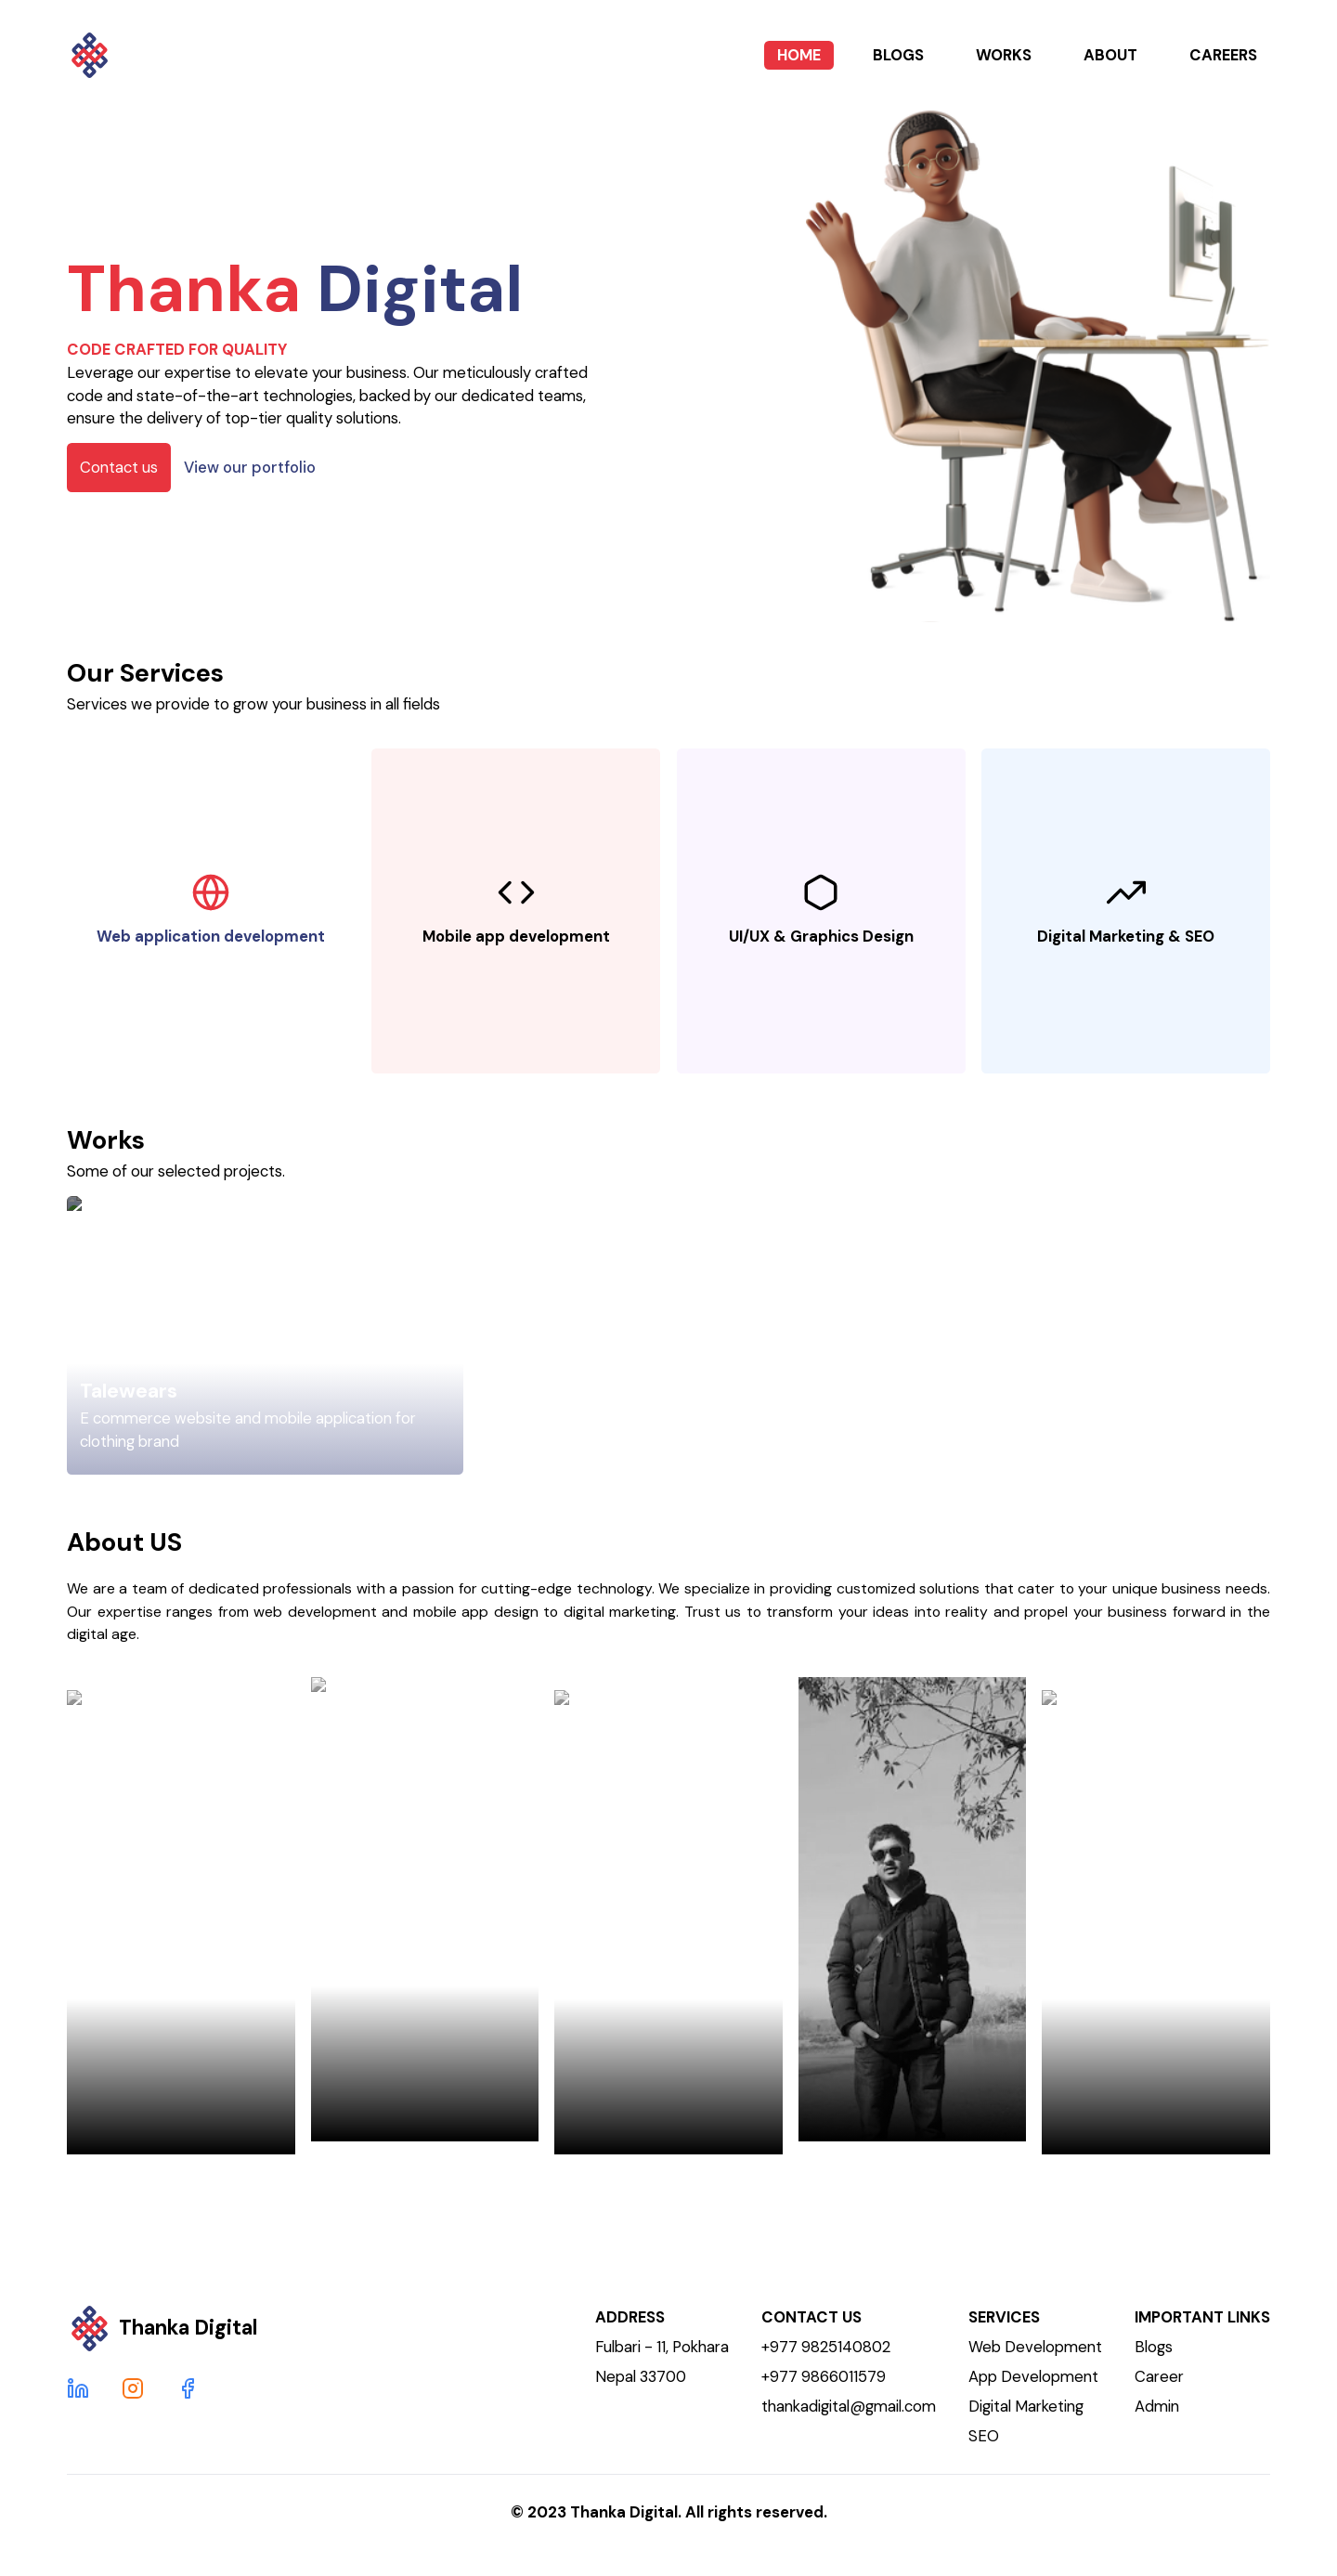 HOME
BLOGS
WORKS
ABOUT
CAREERS
Thanka Digital
CODE CRAFTED FOR QUALITY
Leverage our expertise to elevate your business. Our meticulously crafted
code and state-of-the-art technologies, backed by our dedicated teams,
ensure the delivery of top-tier quality solutions.
Contact us
View our portfolio
Our Services
Services we provide to grow your business in all fields
Web application development
Mobile app development
UI/UX & Graphics Design
Digital Marketing & SEO
Works
Some of our selected projects.
Talewears
E commerce website and mobile application for
clothing brand
About US
We are a team of dedicated professionals with a passion for cutting-edge technology. We specialize in providing customized solutions that cater to your unique business needs.
Our expertise ranges from web development and mobile app design to digital marketing. Trust us to transform your ideas into reality and propel your business forward in the
digital age.
Thanka Digital
ADDRESS
Fulbari - 11, Pokhara
Nepal 33700
CONTACT US
+977 9825140802
+977 9866011579
thankadigital@gmail.com
SERVICES
Web Development
App Development
Digital Marketing
SEO
IMPORTANT LINKS
Blogs
Career
Admin
© 2023 Thanka Digital. All rights reserved.